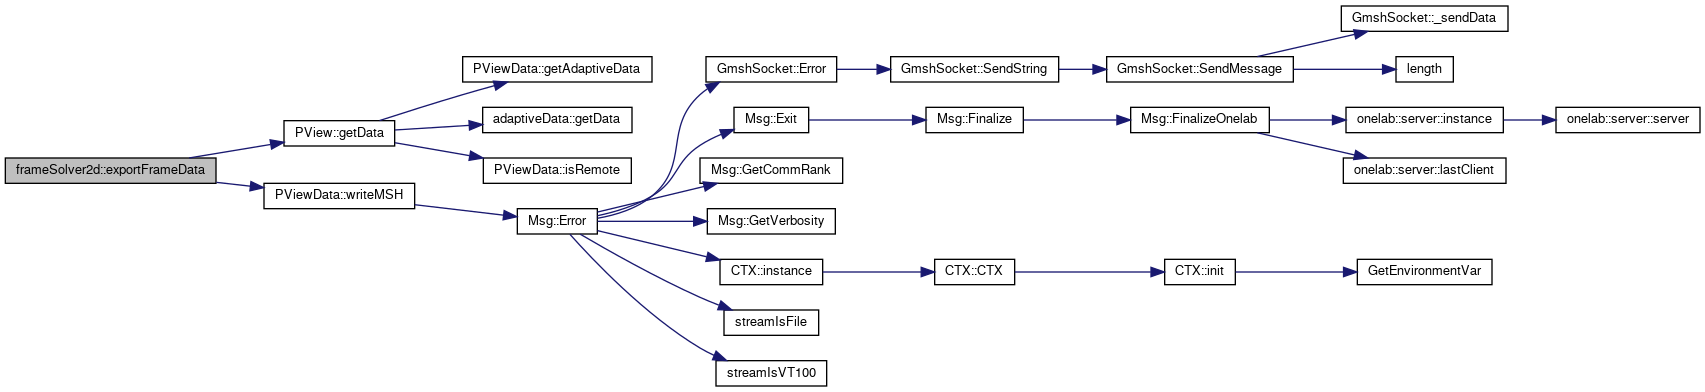 GmshSocket::_sendData
PViewData::getAdaptiveData
GmshSocket::Error
GmshSocket::SendString
GmshSocket::SendMessage
length
PView::getData
adaptiveData::getData
Msg::Exit
Msg::Finalize
Msg::FinalizeOnelab
onelab::server::instance
onelab::server::server
frameSolver2d::exportFrameData
PViewData::isRemote
Msg::GetCommRank
onelab::server::lastClient
PViewData::writeMSH
Msg::Error
Msg::GetVerbosity
CTX::instance
CTX::CTX
CTX::init
GetEnvironmentVar
streamIsFile
streamIsVT100